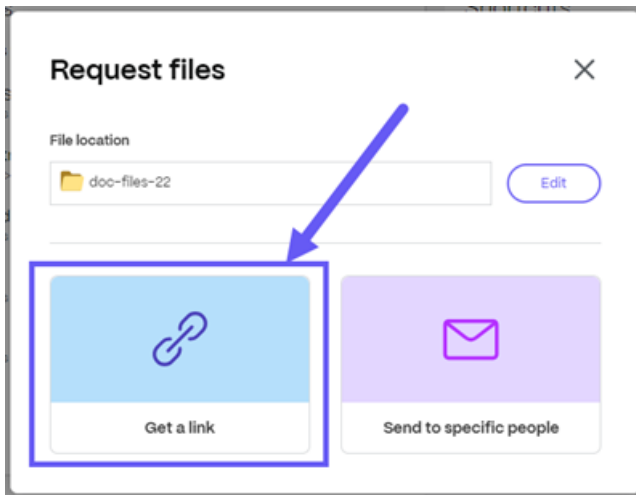 Request files
File location
doc-files-22
Edit
Get a link
Send to specific people